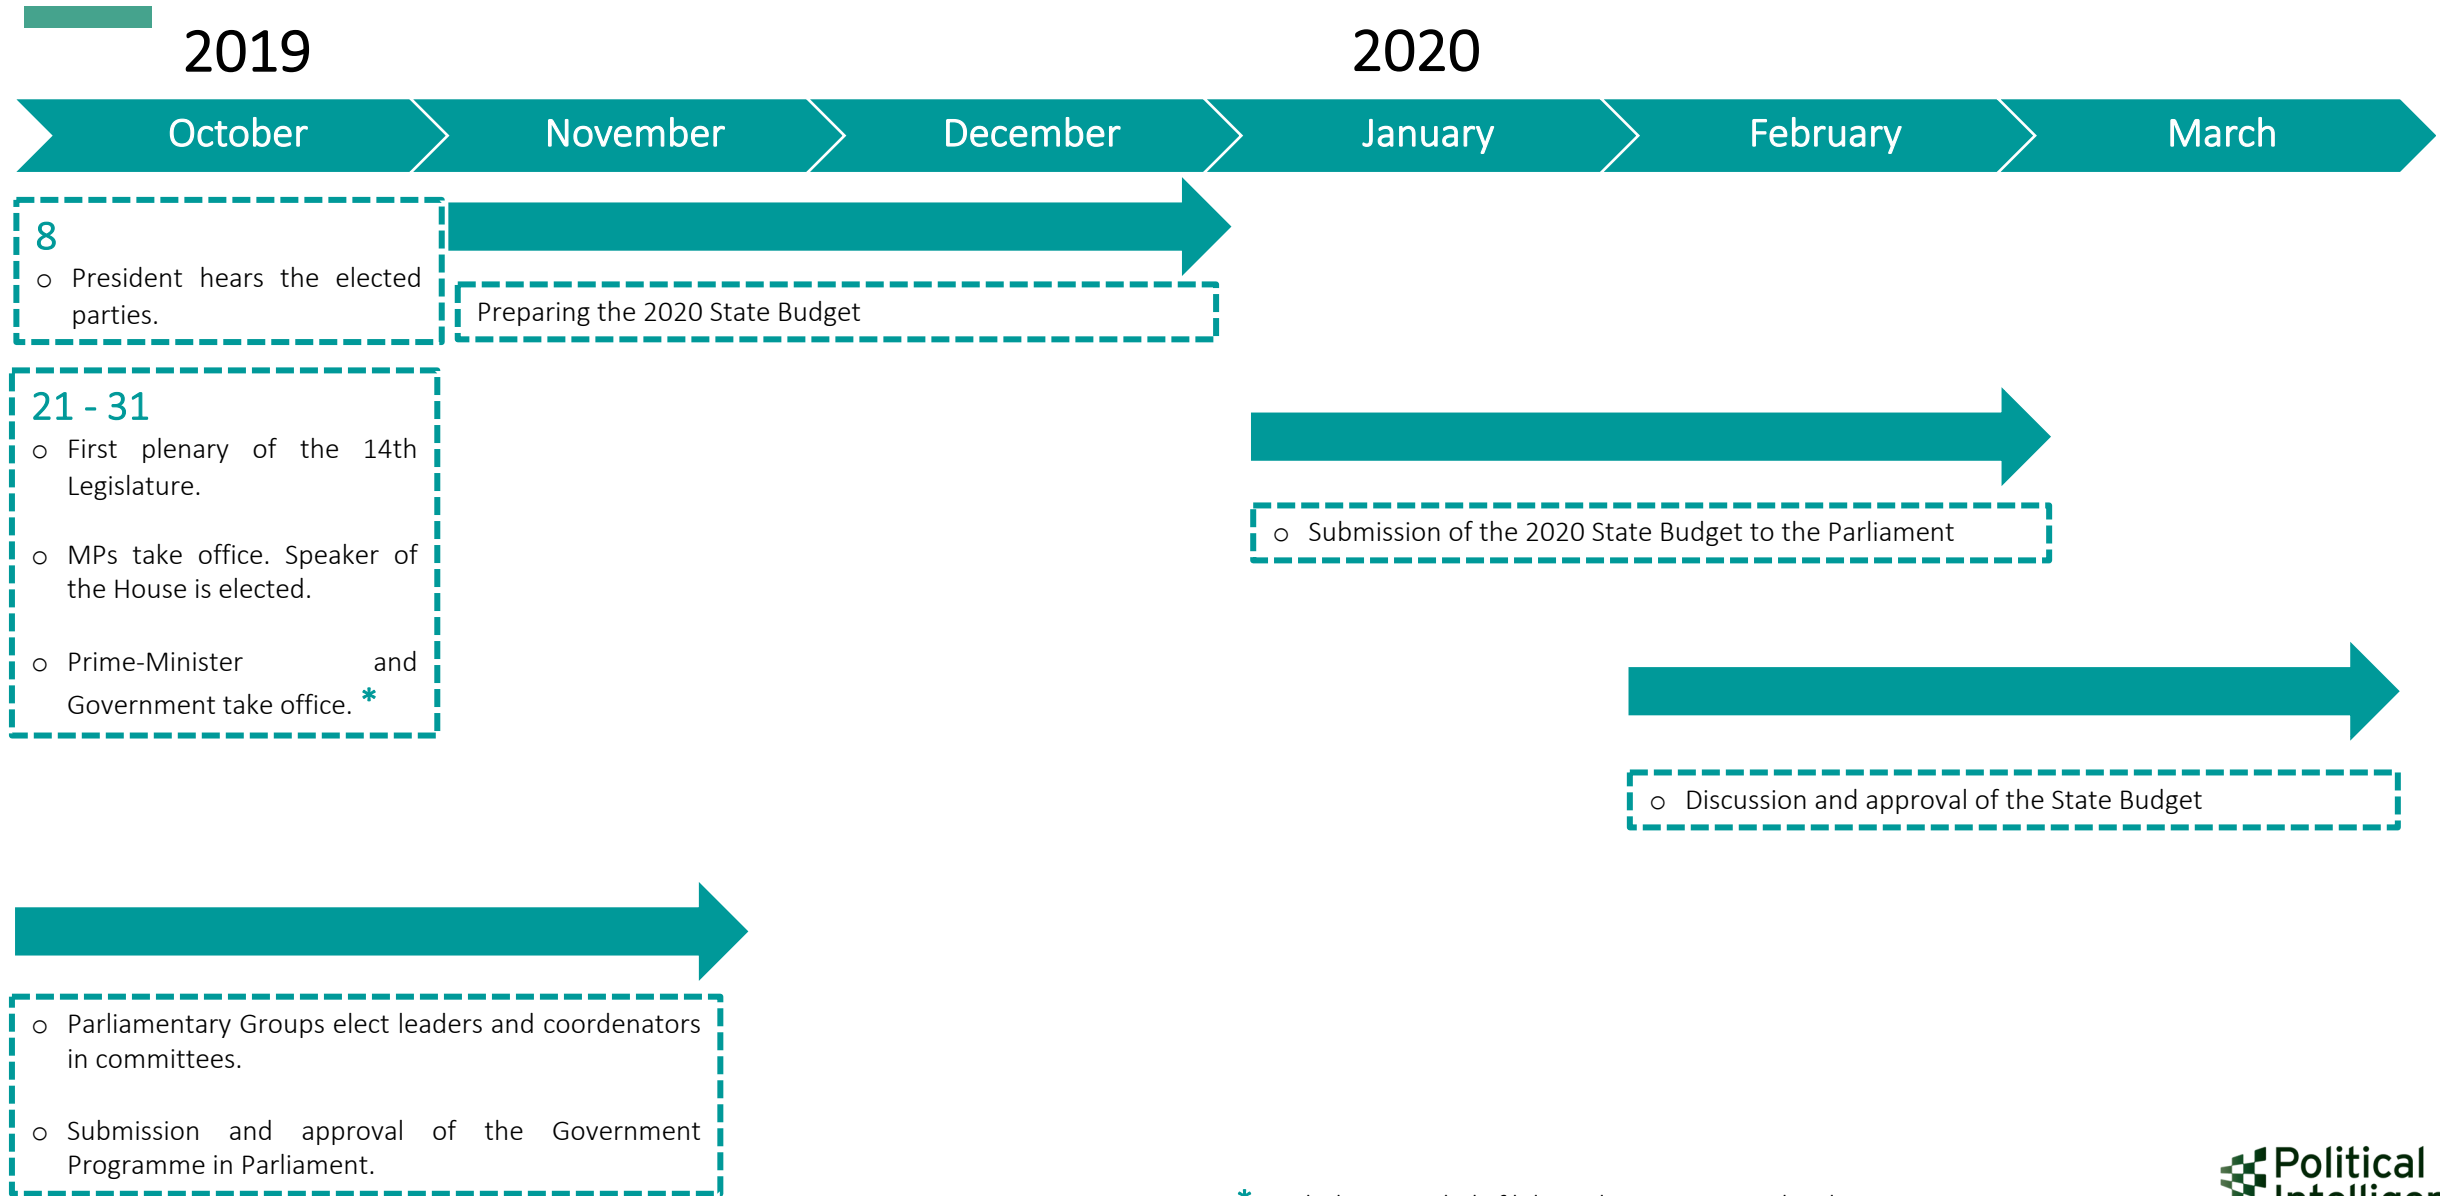 2019
2020
October
November
December
January
February
March
8
o President hears the elected
parties.
Preparing the 2020 State Budget
21 - 31
o First plenary of the 14th
Legislature.
o MPs take office. Speaker of
the House is elected.
o Prime-Minister and
Government take office. *
o Submission of the 2020 State Budget to the Parliament
o Discussion and approval of the State Budget
o Parliamentary Groups elect leaders and coordenators
in committees.
o Submission and approval of the Government
Programme in Parliament.
*
Political